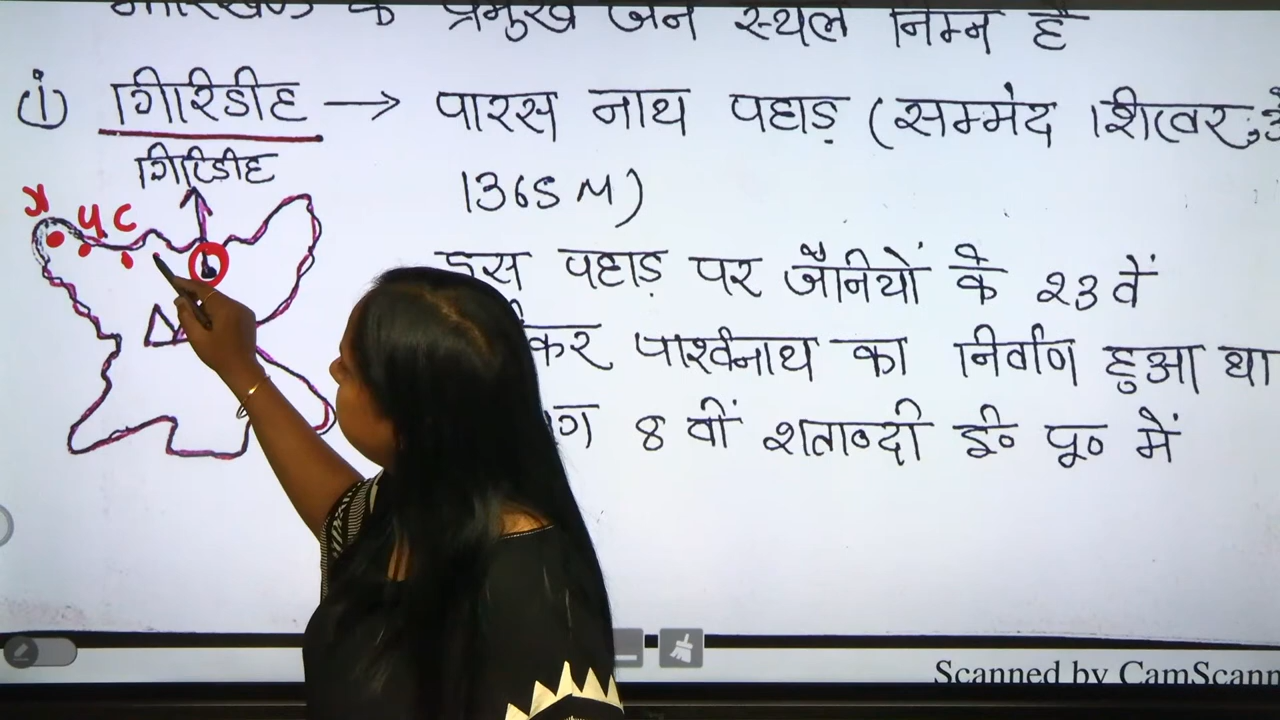 के प्रमुख जैन स्थल निम्न है
(i) गिरिडीह → पारस नाथ पहाड़ (सम्मेद शिखर,
गिरिडीह
1365 M)
य प C
इस पहाड़ पर जैनियों के 23 वें
कर पार्श्वनाथ का निर्वाण हुआ था
ग 8 वीं शताब्दी ई० पू० में
Scanned by CamScann